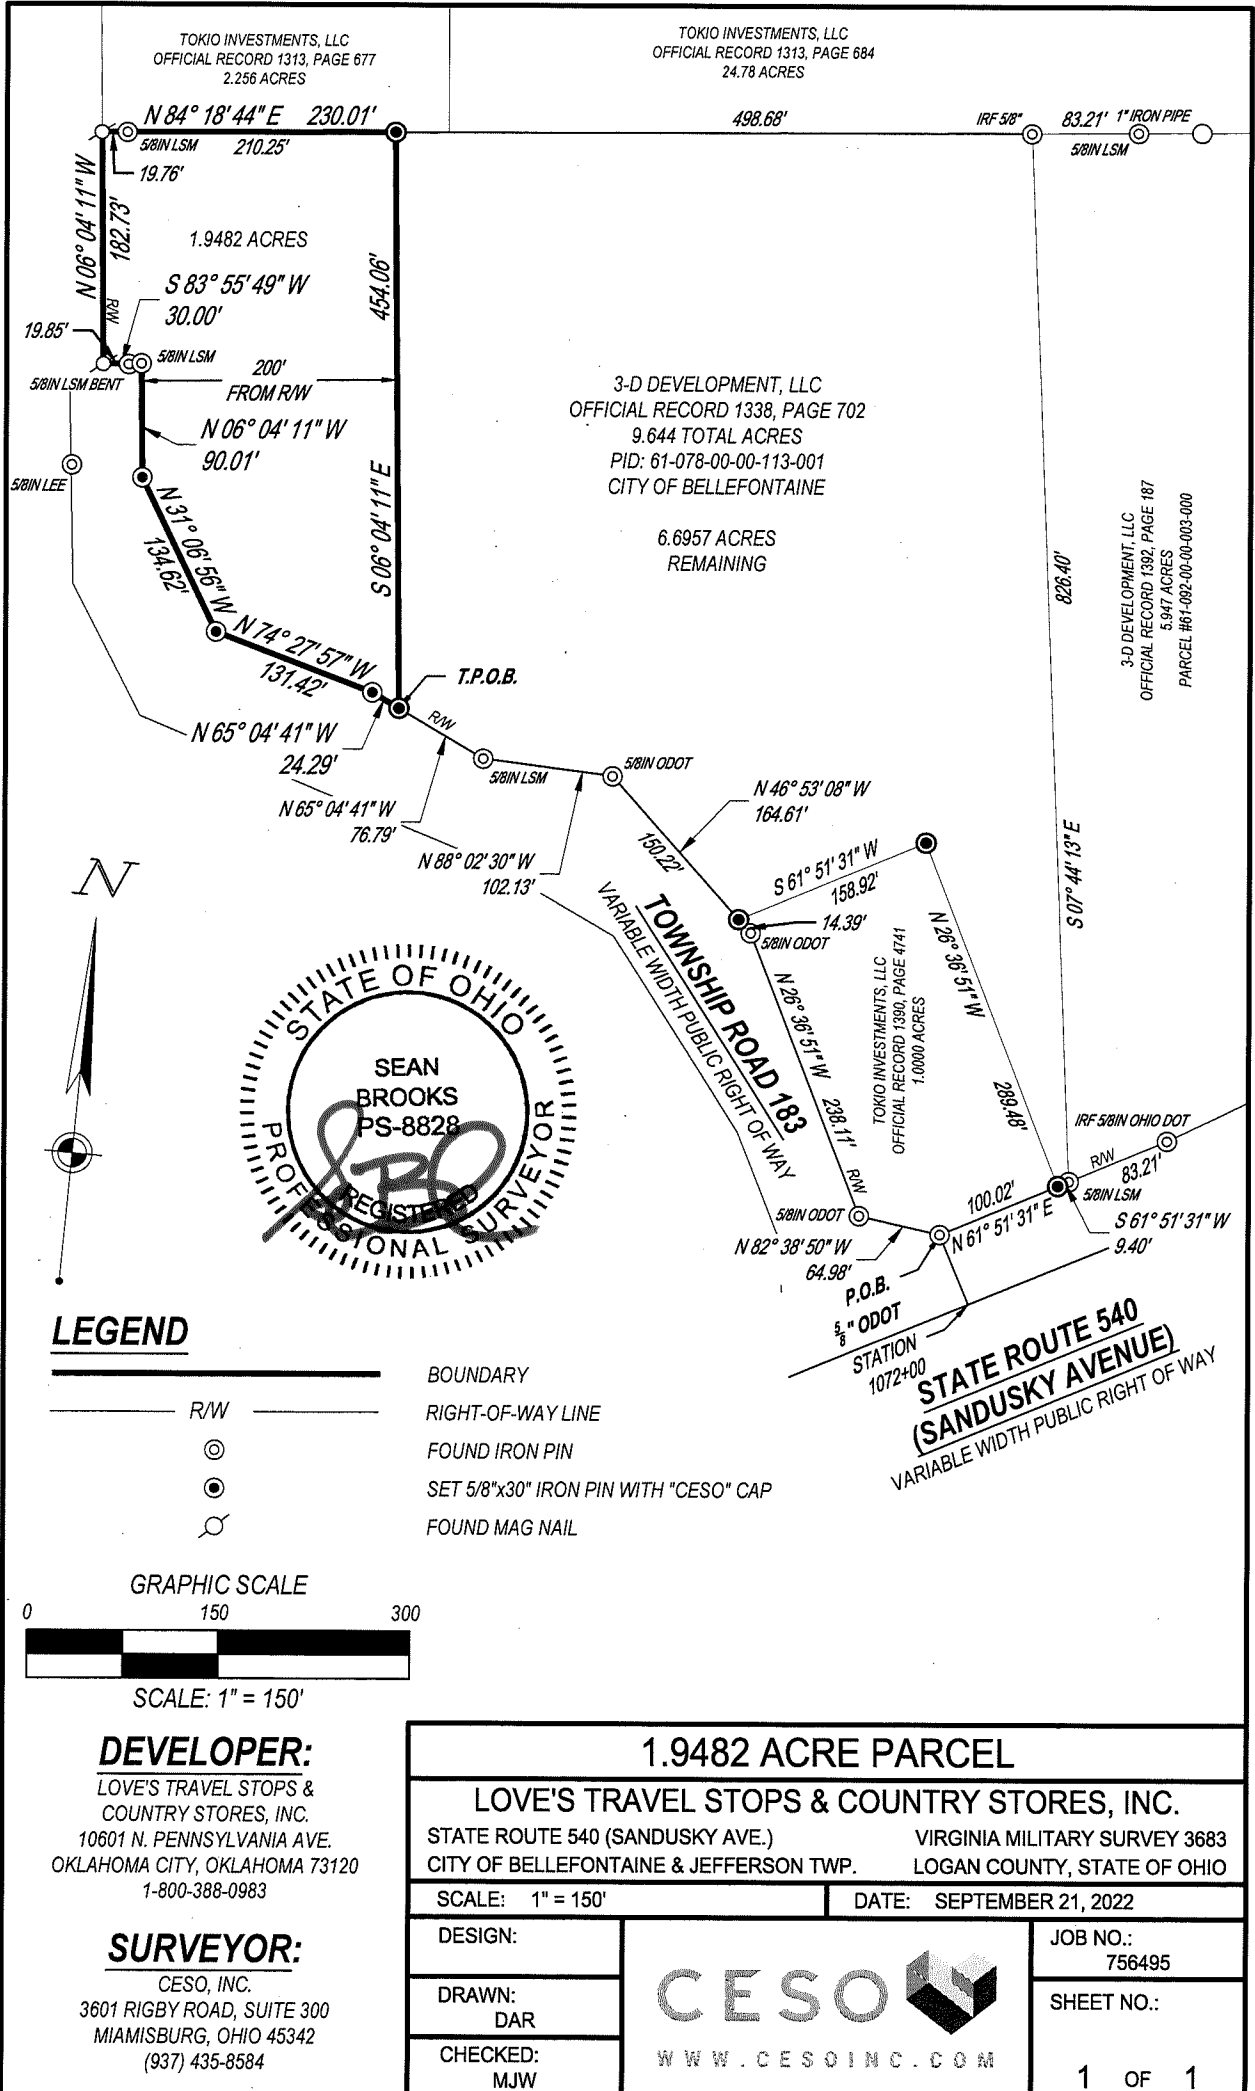 TOKIO INVESTMENTS, LLC
OFFICIAL RECORD 1313, PAGE 677
2.256 ACRES
TOKIO INVESTMENTS, LLC
OFFICIAL RECORD 1313, PAGE 684
24.78 ACRES
N 84° 18' 44" E 230.01'
5/8IN LSM 210.25'
19.76'
498.68'
IRF 5/8"
83.21' 1" IRON PIPE
5/8IN LSM
N 06° 04' 11" W
182.73'
R/W
1.9482 ACRES
S 83° 55' 49" W
30.00'
19.85'
5/8IN LSM
5/8IN LSM BENT
200'
FROM R/W
454.06'
S 06° 04' 11" E
N 06° 04' 11" W
90.01'
5/8IN LEE
N 31° 06' 56" W
134.62'
N 74° 27' 57" W
131.42'
T.P.O.B.
3-D DEVELOPMENT, LLC
OFFICIAL RECORD 1338, PAGE 702
9.644 TOTAL ACRES
PID: 61-078-00-00-113-001
CITY OF BELLEFONTAINE
6.6957 ACRES
REMAINING
826.40'
S 07° 44' 13" E
3-D DEVELOPMENT, LLC
OFFICIAL RECORD 1392, PAGE 187
5.947 ACRES
PARCEL #61-092-00-00-003-000
N 65° 04' 41" W
24.29'
R/W
5/8IN LSM
5/8IN ODOT
N 65° 04' 41" W
76.79'
N 88° 02' 30" W
102.13'
N 46° 53' 08" W
164.61'
150.22'
S 61° 51' 31" W
158.92'
14.39'
5/8IN ODOT
TOWNSHIP ROAD 183
VARIABLE WIDTH PUBLIC RIGHT OF WAY
N 26° 36' 51" W 238.11'
R/W
TOKIO INVESTMENTS, LLC
OFFICIAL RECORD 1390, PAGE 4741
1.0000 ACRES
N 26° 36' 51" W
289.48'
IRF 5/8IN OHIO DOT
R/W
83.21'
5/8IN LSM
S 61° 51' 31" W
9.40'
100.02'
N 61° 51' 31" E
5/8IN ODOT
N 82° 38' 50" W
64.98'
P.O.B.
5/8" ODOT
STATION
1072+00
STATE ROUTE 540
(SANDUSKY AVENUE)
VARIABLE WIDTH PUBLIC RIGHT OF WAY
N
STATE OF OHIO
SEAN
BROOKS
PS-8828
REGISTERED
PROFESSIONAL SURVEYOR
LEGEND
BOUNDARY
R/W RIGHT-OF-WAY LINE
FOUND IRON PIN
SET 5/8"x30" IRON PIN WITH "CESO" CAP
FOUND MAG NAIL
GRAPHIC SCALE
0 150 300
SCALE: 1" = 150'
DEVELOPER:
LOVE'S TRAVEL STOPS &
COUNTRY STORES, INC.
10601 N. PENNSYLVANIA AVE.
OKLAHOMA CITY, OKLAHOMA 73120
1-800-388-0983
SURVEYOR:
CESO, INC.
3601 RIGBY ROAD, SUITE 300
MIAMISBURG, OHIO 45342
(937) 435-8584
1.9482 ACRE PARCEL
LOVE'S TRAVEL STOPS & COUNTRY STORES, INC.
STATE ROUTE 540 (SANDUSKY AVE.) VIRGINIA MILITARY SURVEY 3683
CITY OF BELLEFONTAINE & JEFFERSON TWP. LOGAN COUNTY, STATE OF OHIO
SCALE: 1" = 150' DATE: SEPTEMBER 21, 2022
DESIGN:
DRAWN:
DAR
CHECKED:
MJW
CESO
WWW.CESOINC.COM
JOB NO.:
756495
SHEET NO.:
1 OF 1